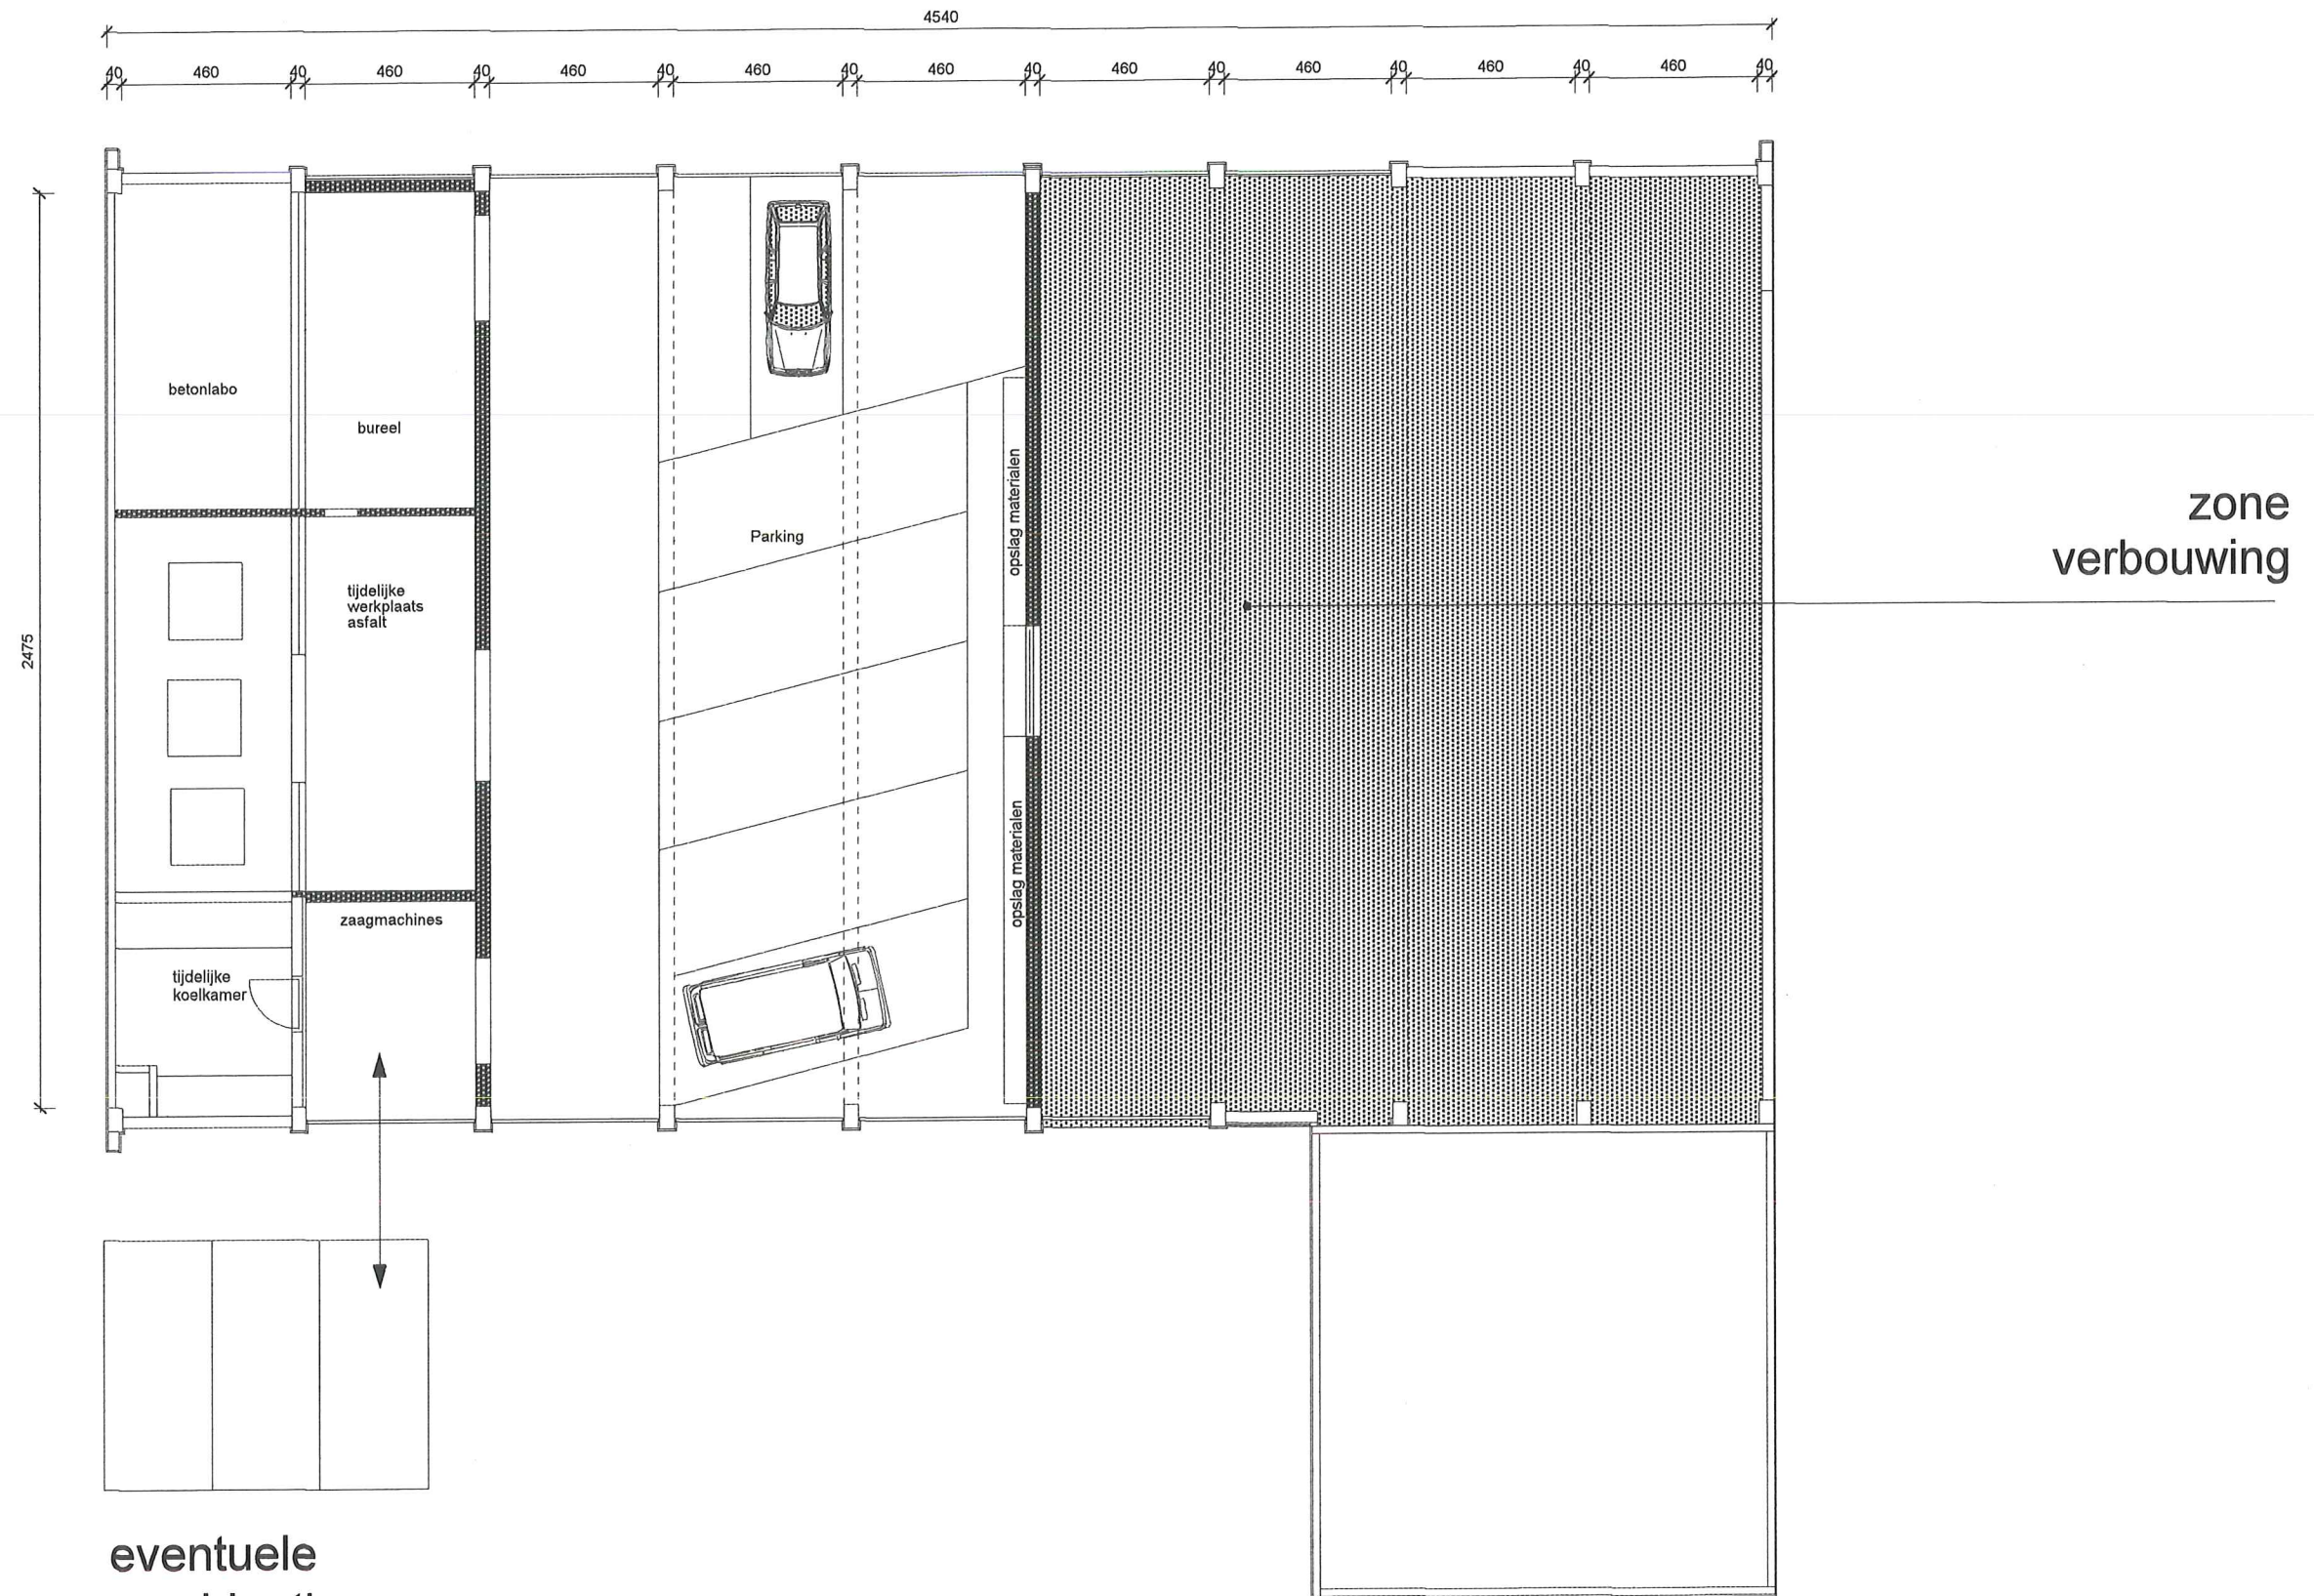 4540
40 460 40 460 40 460 40 460 40 460 40 460 40 460 40 460 40 460 40
betonlabo
bureel
opslag materialen
zone
verbouwing
Parking
tijdelijke
werkplaats
asfalt
2475
opslag materialen
zaagmachines
tijdelijke
koelkamer
eventuele